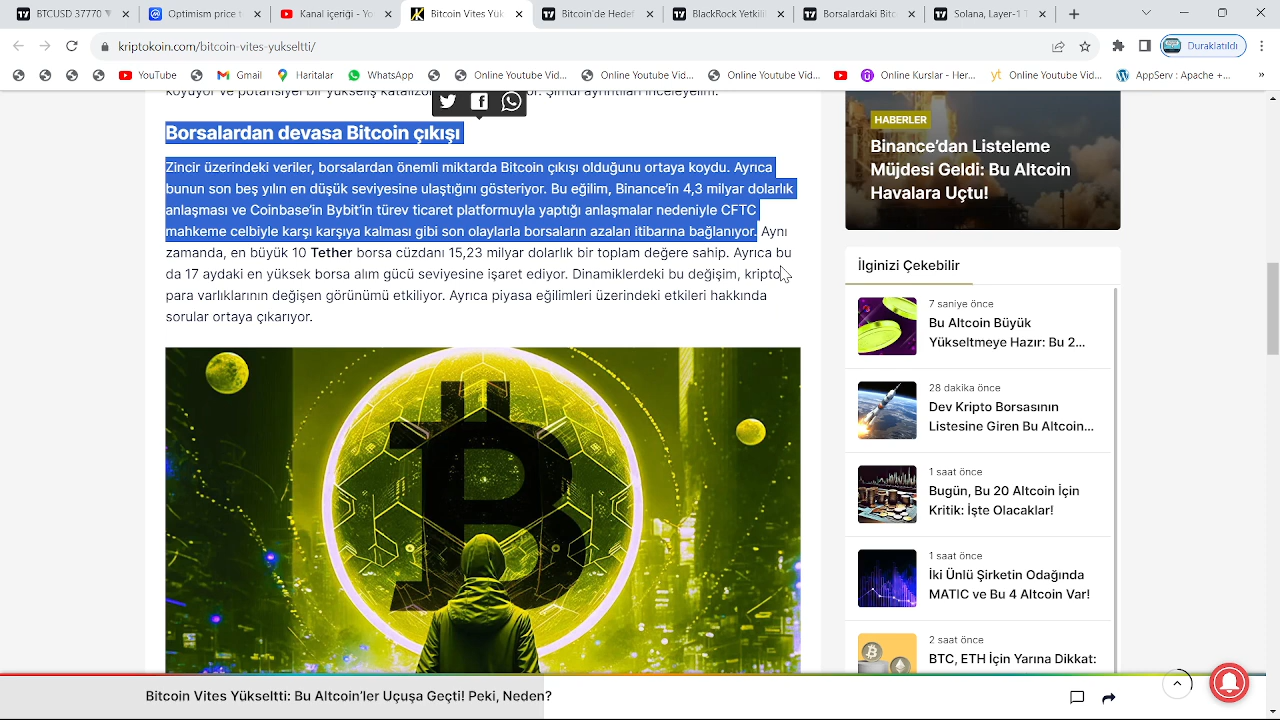 BTCUSD 37770
Optimism price t
Kanal içeriği - Yo
Bitcoin Vites Yük
Bitcoin'de Hedef
BlackRock Yetkili
Borsalardaki Bitc
Solana, Layer-1 T
kriptokoin.com/bitcoin-vites-yukseltti/
Duraklatıldı
YouTube
Gmail
Haritalar
WhatsApp
Online Youtube Vid...
Online Youtube Vid...
Online Youtube Vid...
Online Kurslar - Her...
Online Youtube Vid...
AppServ : Apache +...
Borsalardan devasa Bitcoin çıkışı
Zincir üzerindeki veriler, borsalardan önemli miktarda Bitcoin çıkışı olduğunu ortaya koydu. Ayrıca
bunun son beş yılın en düşük seviyesine ulaştığını gösteriyor. Bu eğilim, Binance'in 4,3 milyar dolarlık
anlaşması ve Coinbase'in Bybit'in türev ticaret platformuyla yaptığı anlaşmalar nedeniyle CFTC
mahkeme celbiyle karşı karşıya kalması gibi son olaylarla borsaların azalan itibarına bağlanıyor. Aynı
zamanda, en büyük 10 Tether borsa cüzdanı 15,23 milyar dolarlık bir toplam değere sahip. Ayrıca bu
da 17 aydaki en yüksek borsa alım gücü seviyesine işaret ediyor. Dinamiklerdeki bu değişim, kripto
para varlıklarının değişen görünümü etkiliyor. Ayrıca piyasa eğilimleri üzerindeki etkileri hakkında
sorular ortaya çıkarıyor.
HABERLER
Binance'dan Listeleme
Müjdesi Geldi: Bu Altcoin
Havalara Uçtu!
İlginizi Çekebilir
7 saniye önce
Bu Altcoin Büyük
Yükseltmeye Hazır: Bu 2...
28 dakika önce
Dev Kripto Borsasının
Listesine Giren Bu Altcoin...
1 saat önce
Bugün, Bu 20 Altcoin İçin
Kritik: İşte Olacaklar!
1 saat önce
İki Ünlü Şirketin Odağında
MATIC ve Bu 4 Altcoin Var!
2 saat önce
BTC, ETH İçin Yarına Dikkat:
Bitcoin Vites Yükseltti: Bu Altcoin'ler Uçuşa Geçti! Peki, Neden?